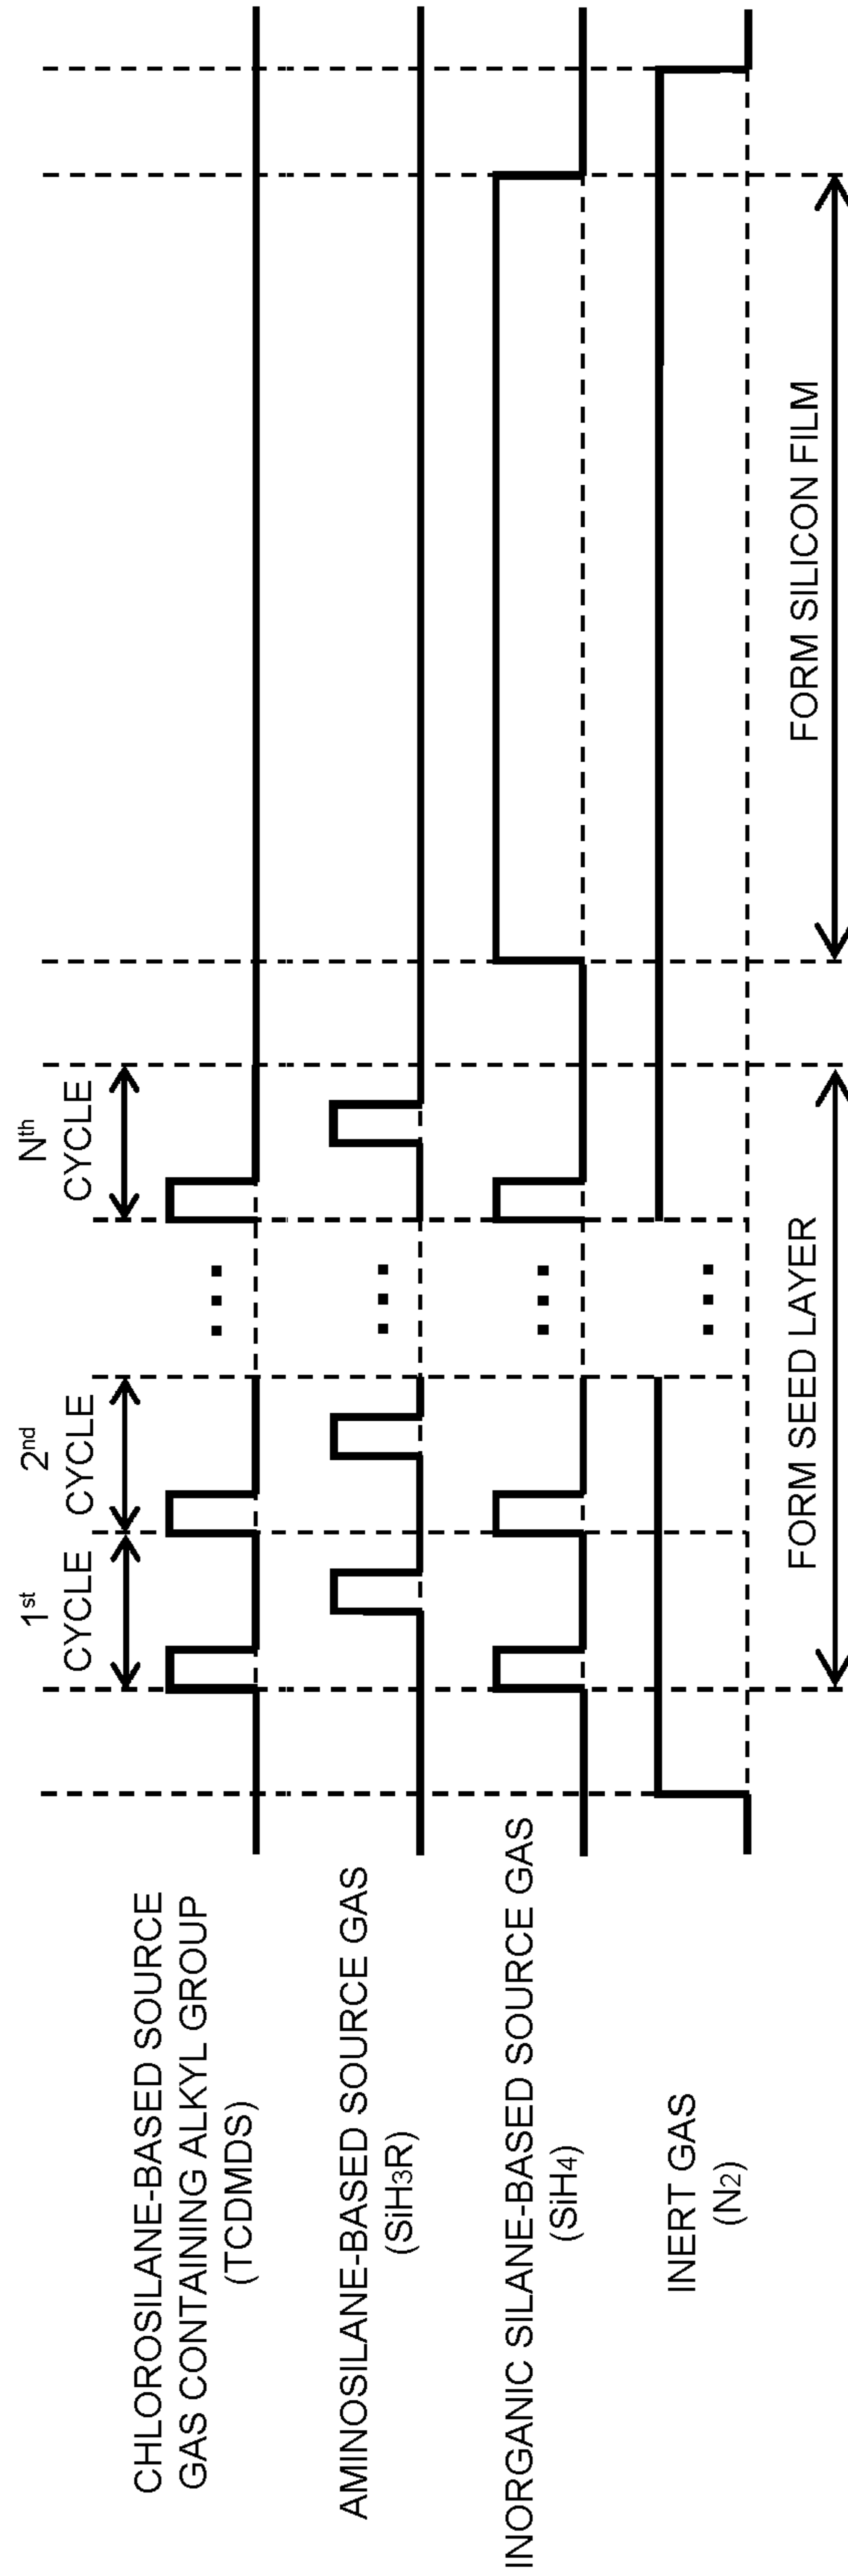 1st
CYCLE
2nd
CYCLE
Nth
CYCLE
CHLOROSILANE-BASED SOURCE
GAS CONTAINING ALKYL GROUP
(TCDMDS)
AMINOSILANE-BASED SOURCE GAS
(SiH3R)
INORGANIC SILANE-BASED SOURCE GAS
(SiH4)
INERT GAS
(N2)
FORM SEED LAYER
FORM SILICON FILM